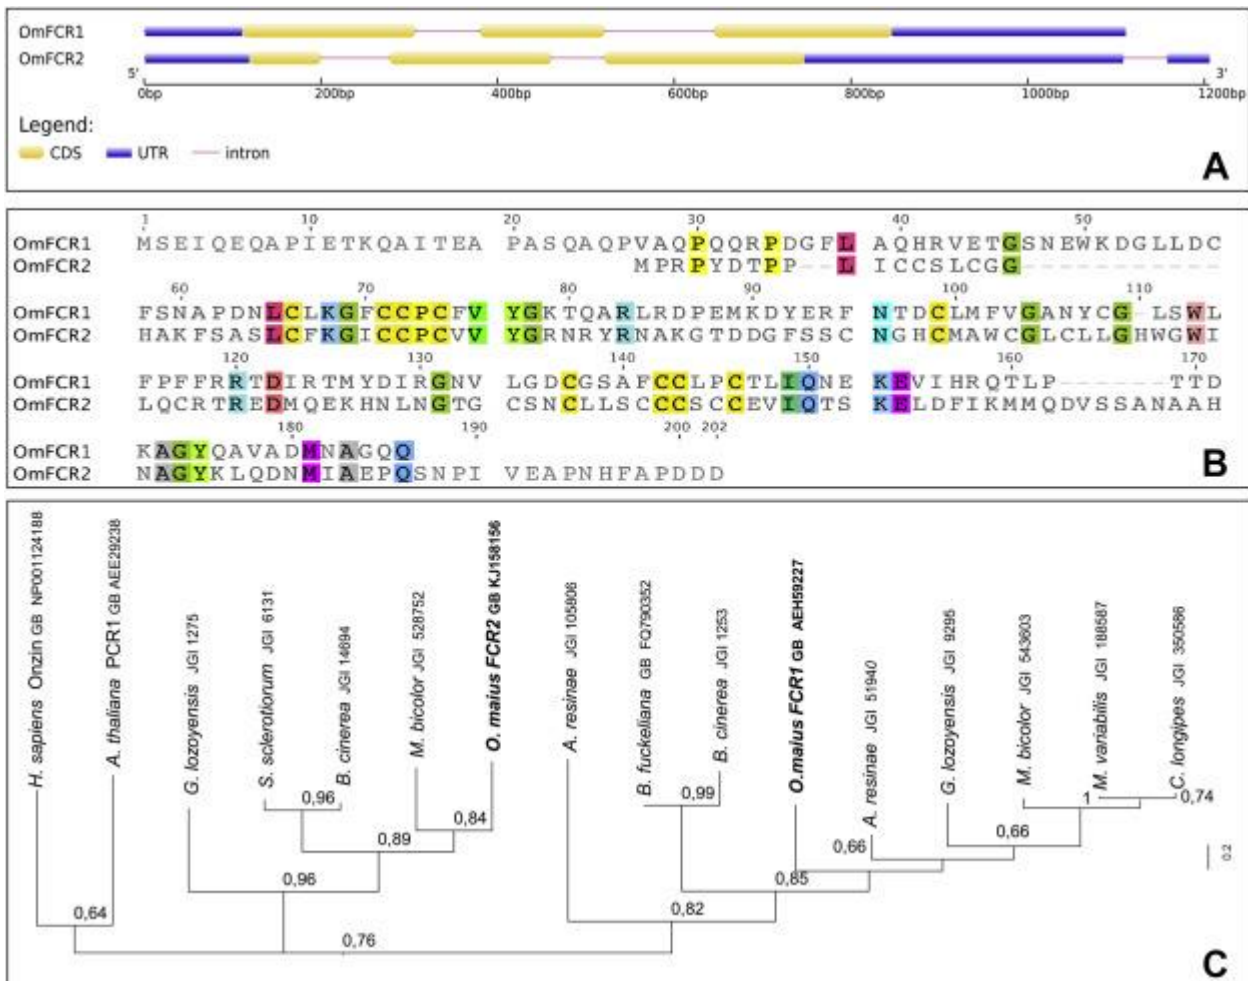 OmFCR1
OmFCR2
5'
3'
0bp 200bp 400bp 600bp 800bp 1000bp 1200bp
Legend:
CDS UTR intron
A
1 10 20 30 40 50
OmFCR1 MSEIQEQAPIETKQAITEA PASQAQPVAQPQQRPDGFL AQHRVETGSNEWKDGLLDC
OmFCR2 MPRPYDTPP--L ICCSLCGG-----------
60 70 80 90 100 110
OmFCR1 FSNAPDNLCLKGFCCPCFV YGKTQARLRDPEMKDYERF NTDCLMFVGANYCG-LSWL
OmFCR2 HAKFSASLCFKGICCPCVV YGRNRYRNAKGTDDGFSSC NGHCMAWCGLCLLGHWGWI
120 130 140 150 160 170
OmFCR1 FPFFRRTDIRTMYDIRGNV LGDCGSAFCCLPCTLIQNE KEVIHRQTLP------TTD
OmFCR2 LQCRTREDMQEKHNLNGTG CSNCLLSCCCSCCEVIQTS KELDFIKMMQDVSSANAAH
180 190 200 202
OmFCR1 KAGYQAVADMNAGQQ
OmFCR2 NAGYKLQDNMIAEPQSNPI VEAPNHFAPDDD
B
H. sapiens Onzin GB NP001124188
A. thaliana PCR1 GB AEE29238
G. lozoyensis JGI 1275
S. sclerotiorum JGI 6131
B. cinerea JGI 14694
M. bicolor JGI 528752
O. maius FCR2 GB KJ158156
A. resinae JGI 105806
B. fuckeliana GB FQ790352
B. cinerea JGI 1253
O.maius FCR1 GB AEH59227
A. resinae JGI 51940
G. lozoyensis JGI 9295
M. bicolor JGI 543603
M. variabilis JGI 188587
C. longipes JGI 350586
0,96
0,99
1
0,74
0,84
0,89
0,66
0,66
0,2
0,96
0,85
0,64
0,82
0,76
C